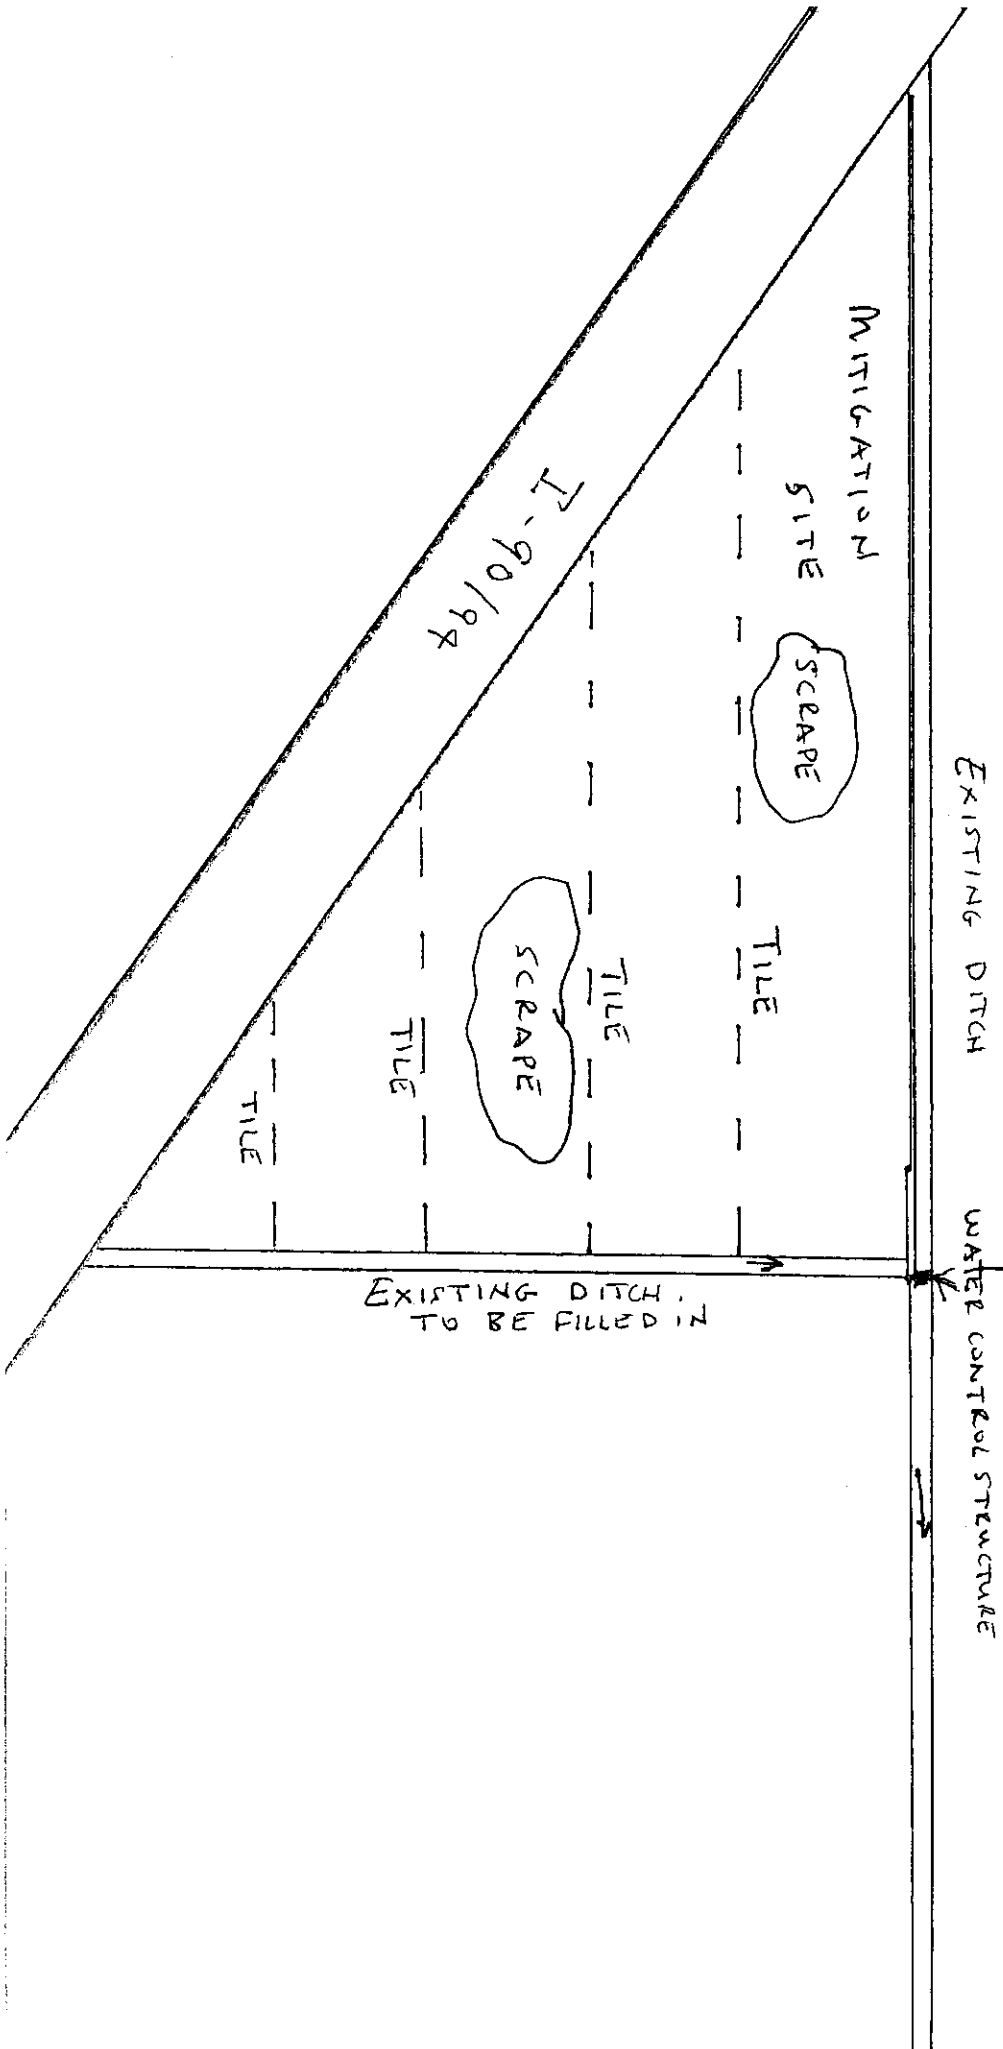 EXISTING DITCH
WATER CONTROL STRUCTURE
MITIGATION
SITE
SCRAPE
TILE
TILE
SCRAPE
TILE
TILE
I-90/94
EXISTING DITCH.
TO BE FILLED IN